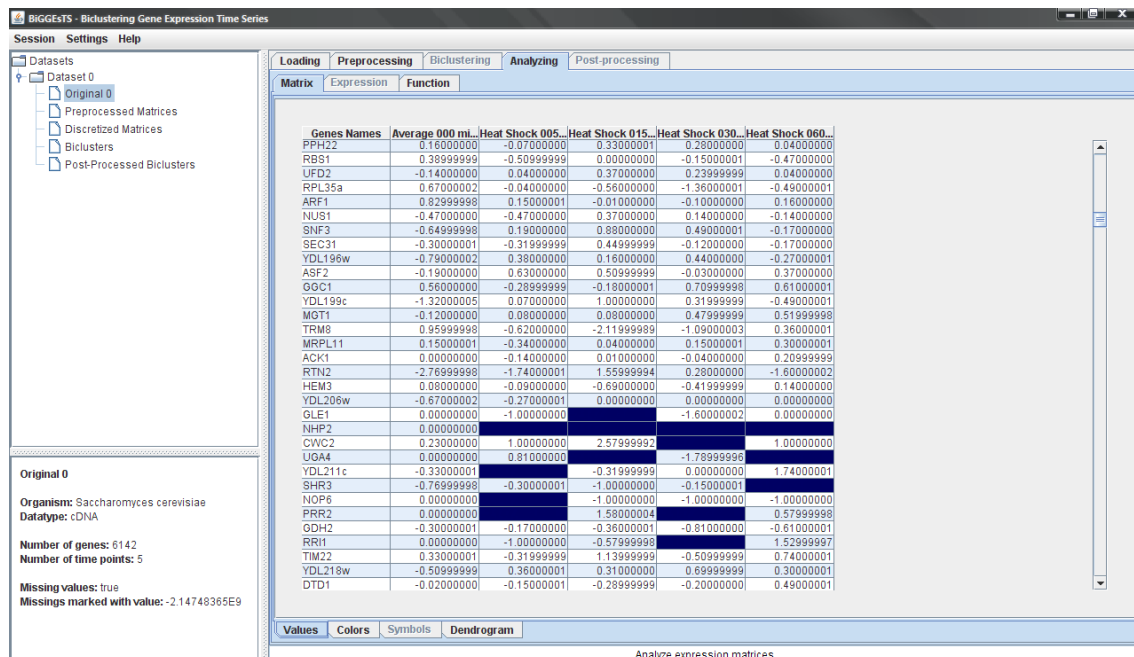 BiGGEsTS - Biclustering Gene Expression Time Series
Session Settings Help
Datasets
Dataset 0
Original 0
Preprocessed Matrices
Discretized Matrices
Biclusters
Post-Processed Biclusters
Original 0
Organism: Saccharomyces cerevisiae
Datatype: cDNA
Number of genes: 6142
Number of time points: 5
Missing values: true
Missings marked with value: -2.14748365E9
Loading Preprocessing Biclustering Analyzing Post-processing
Matrix Expression Function
Genes Names Average 000 mi... Heat Shock 005... Heat Shock 015... Heat Shock 030... Heat Shock 060...
PPH22 0.16000000 -0.07000000 0.33000001 0.28000000 0.04000000
RBS1 0.38999999 -0.50999999 0.00000000 -0.15000001 -0.47000000
UFD2 -0.14000000 0.04000000 0.37000000 0.23999999 0.04000000
RPL35a 0.67000002 -0.04000000 -0.56000000 -1.36000001 -0.49000001
ARF1 0.82999998 0.15000001 -0.01000000 -0.10000000 0.16000000
NUS1 -0.47000000 -0.47000000 0.37000000 0.14000000 -0.14000000
SNF3 -0.64999998 0.19000000 0.88000000 0.49000001 -0.17000000
SEC31 -0.30000001 -0.31999999 0.44999999 -0.12000000 -0.17000000
YDL196w -0.79000002 0.38000000 0.16000000 0.44000000 -0.27000001
ASF2 -0.19000000 0.63000000 0.50999999 -0.03000000 0.37000000
GGC1 0.56000000 -0.28999999 -0.18000001 0.70999998 0.61000001
YDL199c -1.32000005 0.07000000 1.00000000 0.31999999 -0.49000001
MGT1 -0.12000000 0.08000000 0.08000000 0.47999999 0.51999998
TRM8 0.95999998 -0.62000000 -2.11999989 -1.09000003 0.36000001
MRPL11 0.15000001 -0.34000000 0.04000000 0.15000001 0.30000001
ACK1 0.00000000 -0.14000000 0.01000000 -0.04000000 0.20999999
RTN2 -2.76999998 -1.74000001 1.55999994 0.28000000 -1.60000002
HEM3 0.08000000 -0.09000000 -0.69000000 -0.41999999 0.14000000
YDL206w -0.67000002 -0.27000001 0.00000000 0.00000000 0.00000000
GLE1 0.00000000 -1.00000000 -1.60000002 0.00000000
NHP2 0.00000000
CWC2 0.23000000 1.00000000 2.57999992 1.00000000
UGA4 0.00000000 0.81000000 -1.78999996
YDL211c -0.33000001 -0.31999999 0.00000000 1.74000001
SHR3 -0.76999998 -0.30000001 -1.00000000 -0.15000001
NOP6 0.00000000 -1.00000000 -1.00000000 -1.00000000
PRR2 0.00000000 1.58000004 0.57999998
GDH2 -0.30000001 -0.17000000 -0.36000001 -0.81000000 -0.61000001
RRI1 0.00000000 -1.00000000 -0.57999998 1.52999997
TIM22 0.33000001 -0.31999999 1.13999999 -0.50999999 0.74000001
YDL218w -0.50999999 0.36000001 0.31000000 0.69999999 0.30000001
DTD1 -0.02000000 -0.15000001 -0.28999999 -0.20000000 0.49000001
Values Colors Symbols Dendrogram
Analyze expression matrices